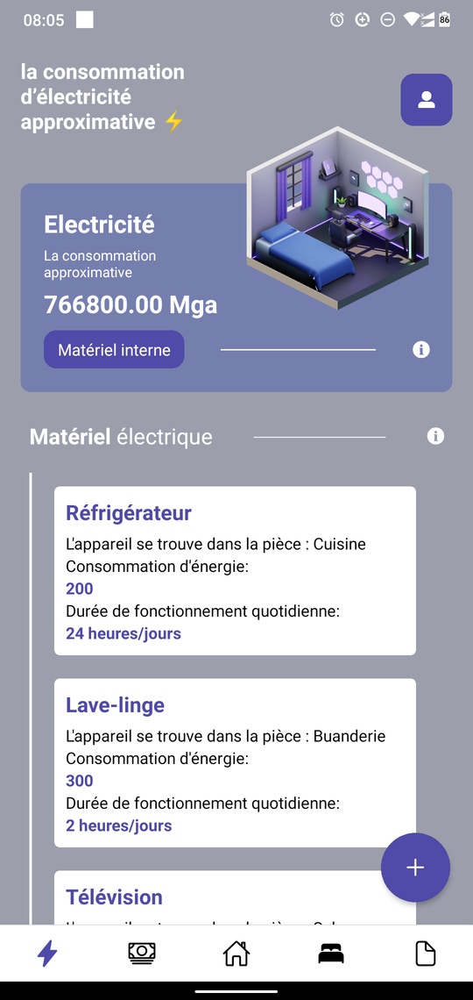 08:05
86
la consommation
d'électricité
approximative ⚡
Electricité
La consommation
approximative
766800.00 Mga
Matériel interne
Matériel électrique
Réfrigérateur
L'appareil se trouve dans la pièce : Cuisine
Consommation d'énergie:
200
Durée de fonctionnement quotidienne:
24 heures/jours
Lave-linge
L'appareil se trouve dans la pièce : Buanderie
Consommation d'énergie:
300
Durée de fonctionnement quotidienne:
2 heures/jours
Télévision